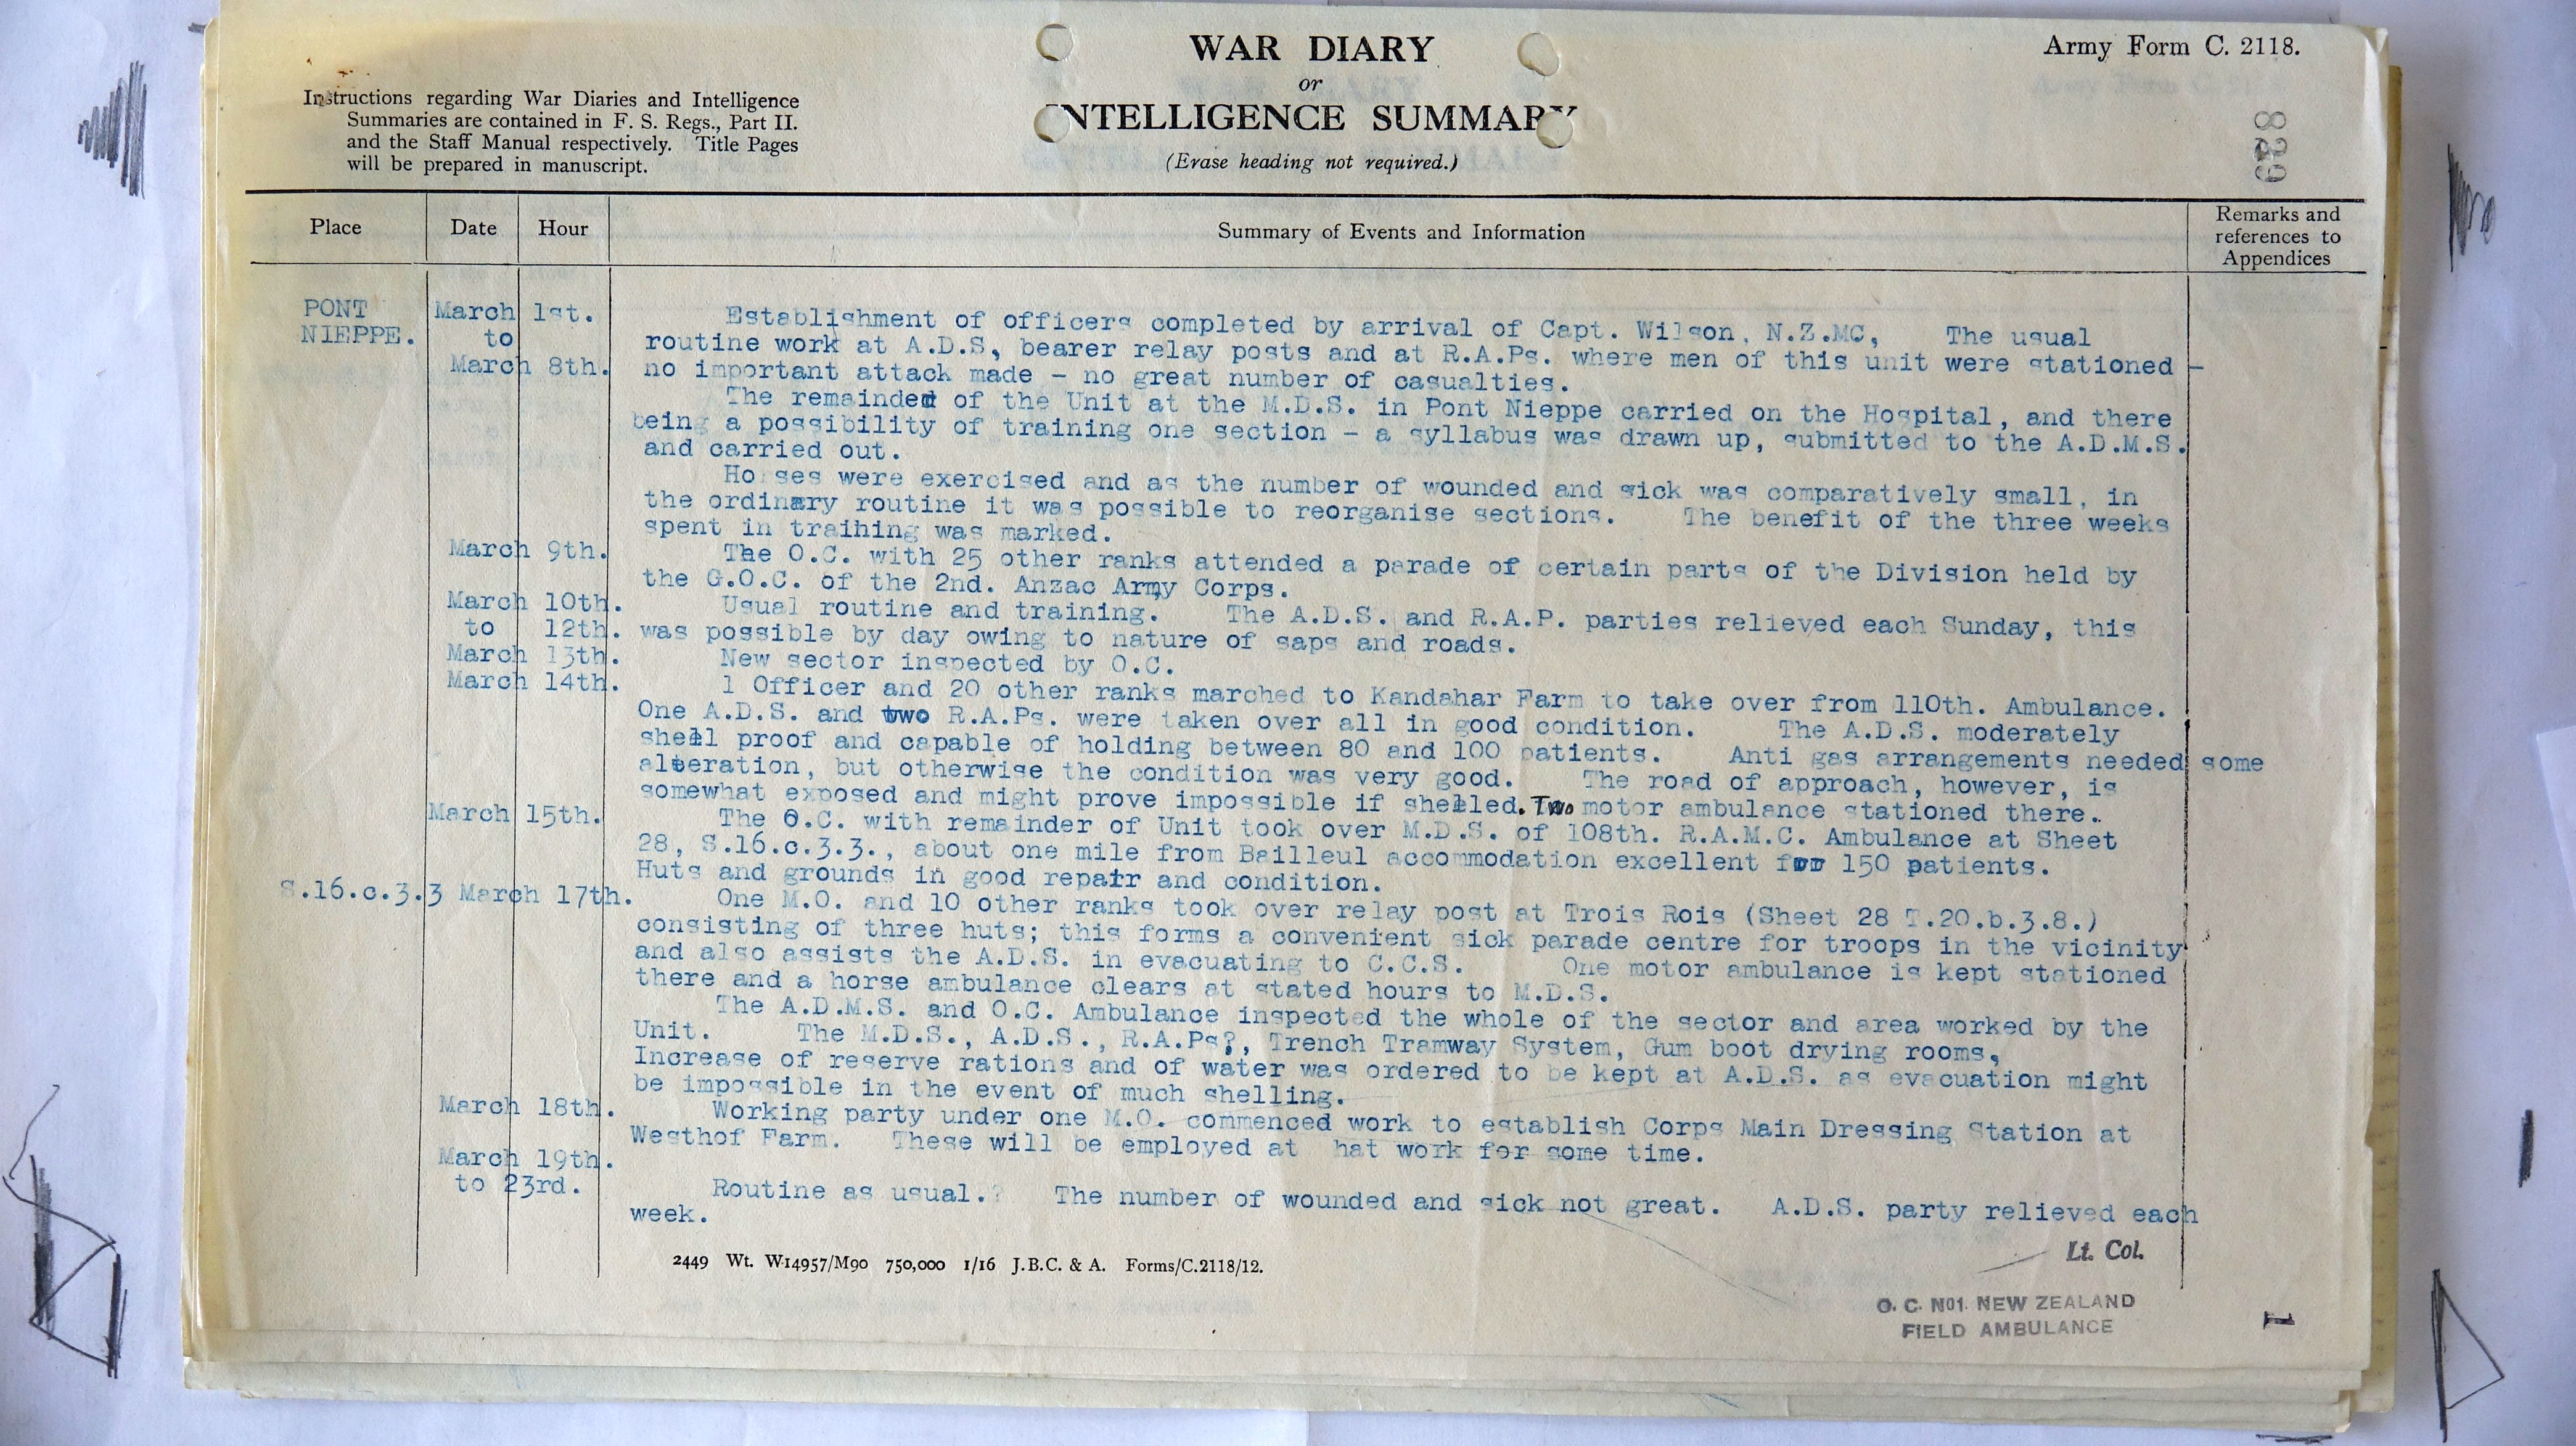 WAR DIARY
or
INTELLIGENCE SUMMARY
(Erase heading not required.)
Army Form C. 2118.
Instructions regarding War Diaries and Intelligence
Summaries are contained in F. S. Regs., Part II.
and the Staff Manual respectively. Title Pages
will be prepared in manuscript.
Place Date Hour Summary of Events and Information Remarks and references to Appendices
PONT NIEPPE. March 1st. to March 8th.
Establishment of officers completed by arrival of Capt. Wilson, N.Z.MC, The usual
routine work at A.D.S, bearer relay posts and at R.A.Ps. where men of this unit were stationed –
no important attack made – no great number of casualties.
The remainder of the Unit at the M.D.S. in Pont Nieppe carried on the Hospital, and there
being a possibility of training one section – a syllabus was drawn up, submitted to the A.D.M.S.
and carried out.
Horses were exercised and as the number of wounded and sick was comparatively small, in
the ordinary routine it was possible to reorganise sections. The benefit of the three weeks
spent in training was marked.
March 9th. The O.C. with 25 other ranks attended a parade of certain parts of the Division held by
the G.O.C. of the 2nd. Anzac Army Corps.
March 10th. to 12th. Usual routine and training. The A.D.S. and R.A.P. parties relieved each Sunday, this
was possible by day owing to nature of saps and roads.
March 13th. New sector inspected by O.C.
March 14th. 1 Officer and 20 other ranks marched to Kandahar Farm to take over from 110th. Ambulance.
One A.D.S. and two R.A.Ps. were taken over all in good condition. The A.D.S. moderately
shell proof and capable of holding between 80 and 100 patients. Anti gas arrangements needed some
alteration, but otherwise the condition was very good. The road of approach, however, is
somewhat exposed and might prove impossible if shelled. Two motor ambulance stationed there.
March 15th. The O.C. with remainder of Unit took over M.D.S. of 108th. R.A.M.C. Ambulance at Sheet
28, S.16.c.3.3., about one mile from Bailleul accommodation excellent for 150 patients.
Huts and grounds in good repair and condition.
S.16.c.3.3 March 17th. One M.O. and 10 other ranks took over relay post at Trois Rois (Sheet 28 T.20.b.3.8.)
consisting of three huts; this forms a convenient sick parade centre for troops in the vicinity
and also assists the A.D.S. in evacuating to C.C.S. One motor ambulance is kept stationed
there and a horse ambulance clears at stated hours to M.D.S.
The A.D.M.S. and O.C. Ambulance inspected the whole of the sector and area worked by the
Unit. The M.D.S., A.D.S., R.A.Ps?, Trench Tramway System, Gum boot drying rooms,
Increase of reserve rations and of water was ordered to be kept at A.D.S. as evacuation might
be impossible in the event of much shelling.
March 18th. Working party under one M.O. commenced work to establish Corps Main Dressing Station at
Westhof Farm. These will be employed at hat work for some time.
March 19th. to 23rd. Routine as usual.? The number of wounded and sick not great. A.D.S. party relieved each
week.
2449 Wt. W14957/M90 750,000 1/16 J.B.C. & A. Forms/C.2118/12.
Lt. Col.
O. C. No1. NEW ZEALAND
FIELD AMBULANCE
1